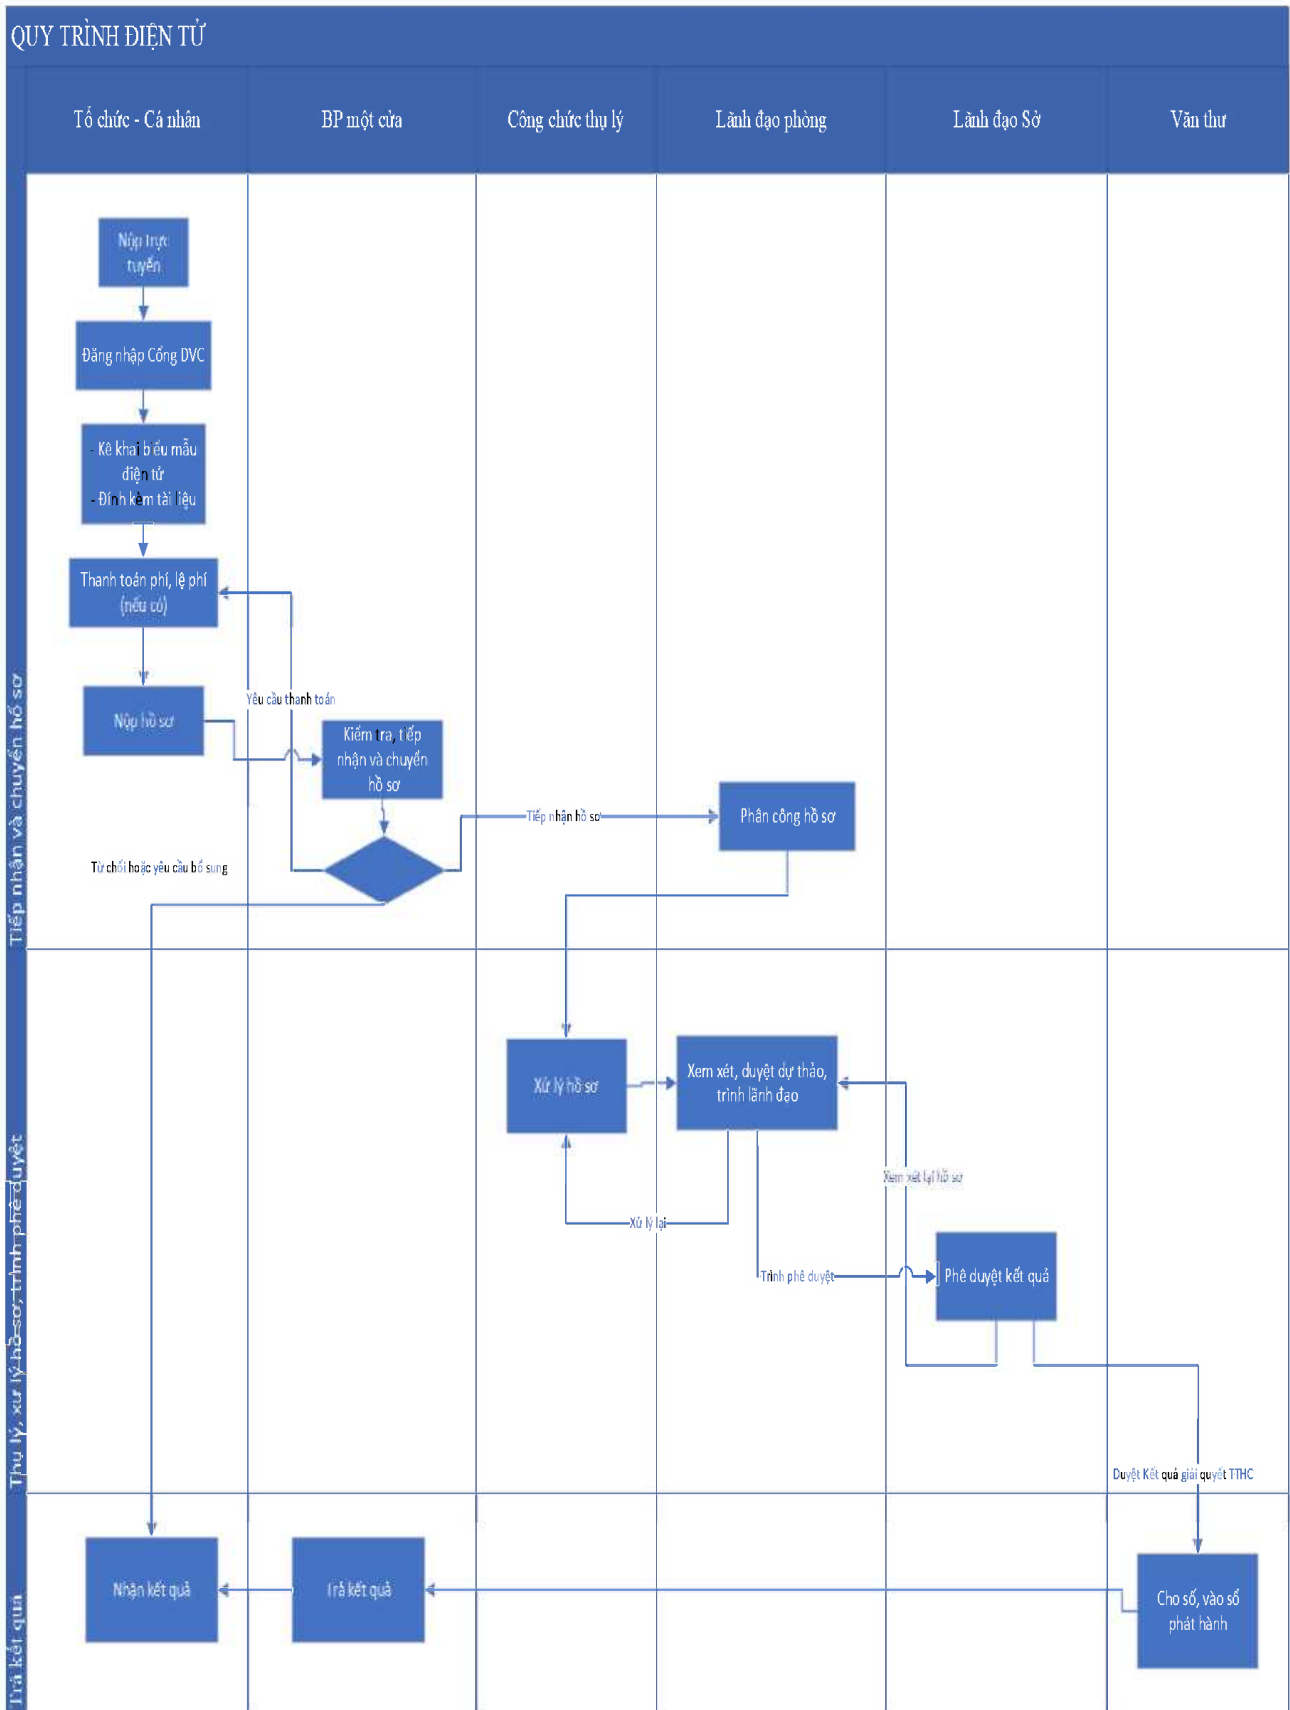 QUY TRÌNH ĐIỆN TỬ
Tổ chức - Cá nhân
BP một cửa
Công chức thụ lý
Lãnh đạo phòng
Lãnh đạo Sở
Văn thư
Tiếp nhận và chuyển hồ sơ
Nộp trực
tuyến
Đăng nhập Cổng DVC
- Kê khai biểu mẫu
điện tử
- Đính kèm tài liệu
Thanh toán phí, lệ phí
(nếu có)
Nộp hồ sơ
Yêu cầu thanh toán
Kiểm tra, tiếp
nhận và chuyển
hồ sơ
Tiếp nhận hồ sơ
Phân công hồ sơ
Từ chối hoặc yêu cầu bổ sung
Thụ lý, xử lý hồ sơ, trình phê duyệt
Xử lý hồ sơ
Xem xét, duyệt dự thảo,
trình lãnh đạo
Xem xét lại hồ sơ
Xử lý lại
Trình phê duyệt
Phê duyệt kết quả
Duyệt Kết quả giải quyết TTHC
Trả kết quả
Nhận kết quả
Trả kết quả
Cho số, vào sổ
phát hành